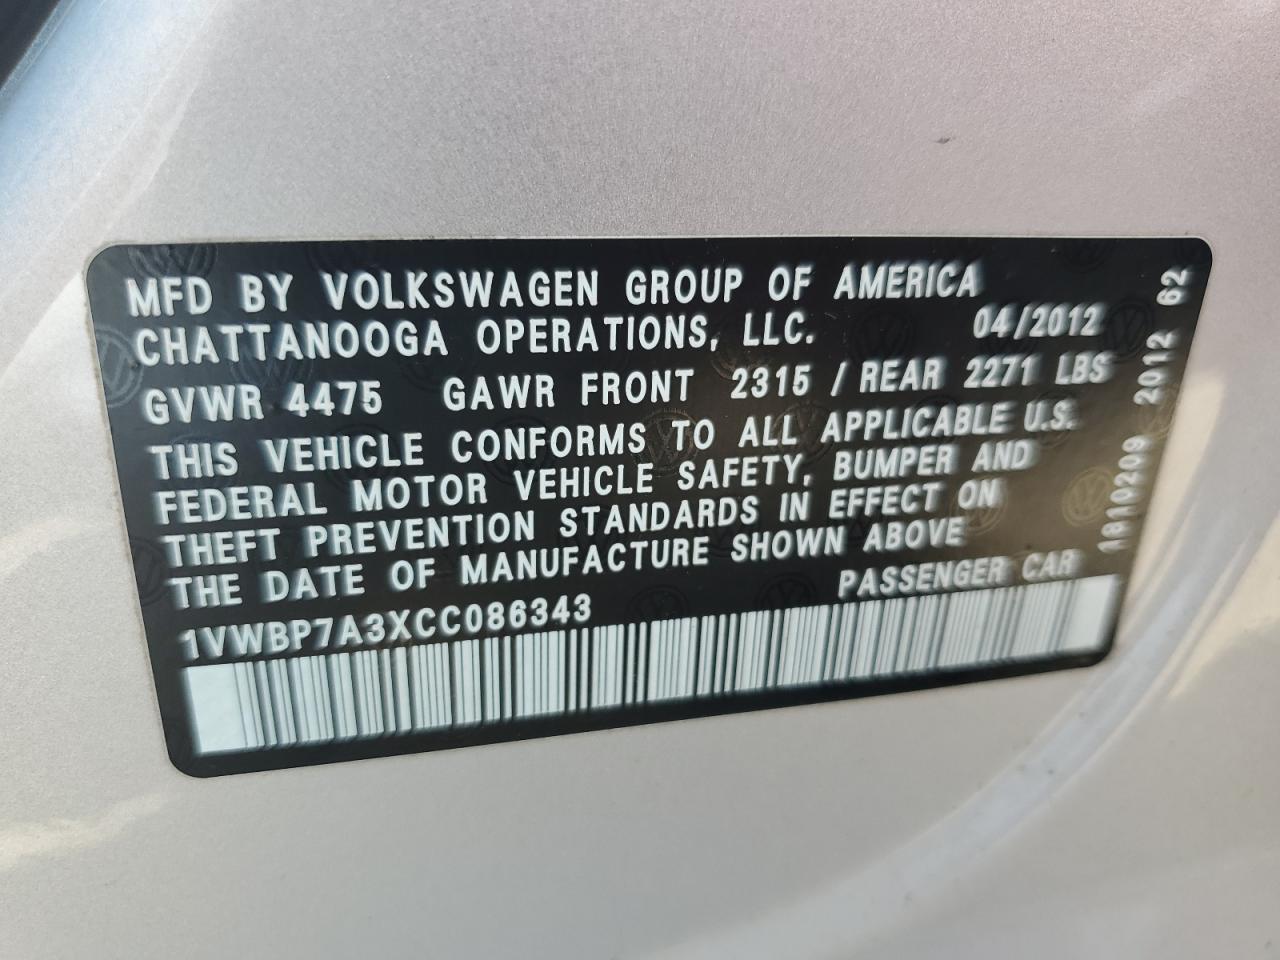 MFD BY VOLKSWAGEN GROUP OF AMERICA
CHATTANOOGA OPERATIONS, LLC. 04/2012
GVWR 4475 GAWR FRONT 2315 / REAR 2271 LBS
THIS VEHICLE CONFORMS TO ALL APPLICABLE U.S.
FEDERAL MOTOR VEHICLE SAFETY, BUMPER AND
THEFT PREVENTION STANDARDS IN EFFECT ON
THE DATE OF MANUFACTURE SHOWN ABOVE
1VWBP7A3XCC086343 PASSENGER CAR
1810209 2012 62